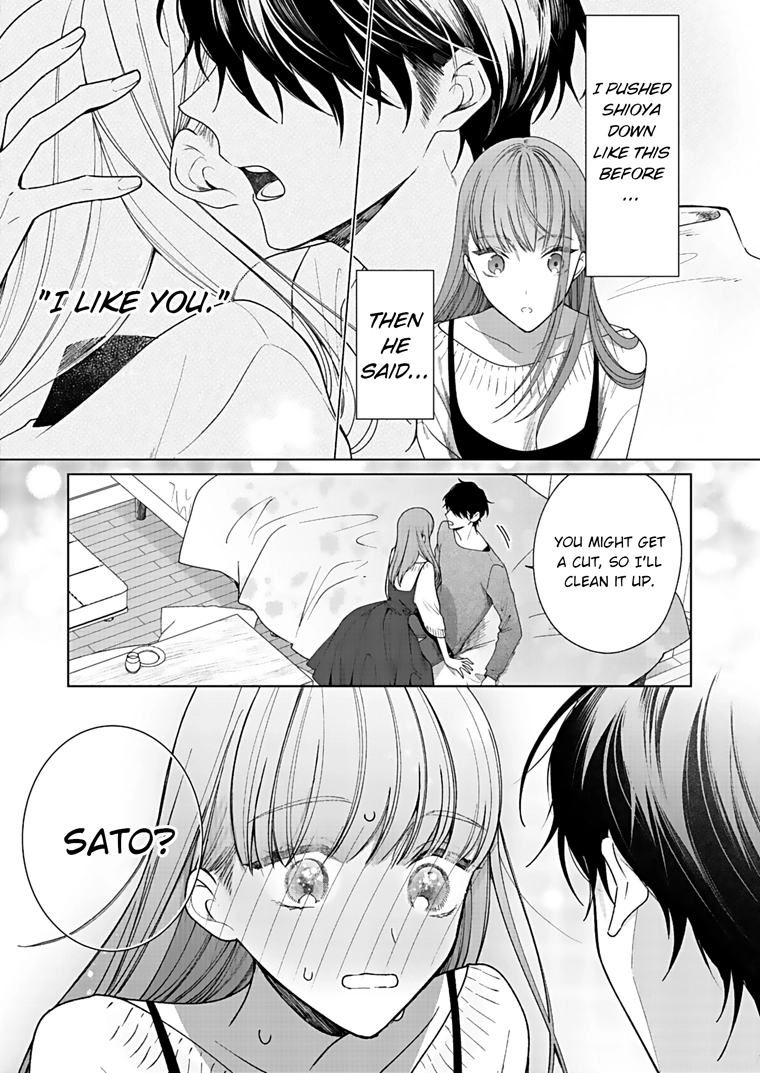 I PUSHED
SHIOYA
DOWN
LIKE THIS
BEFORE
...
THEN
HE
SAID...
"I LIKE YOU."
YOU MIGHT GET
A CUT, SO I'LL
CLEAN IT UP.
SATO?